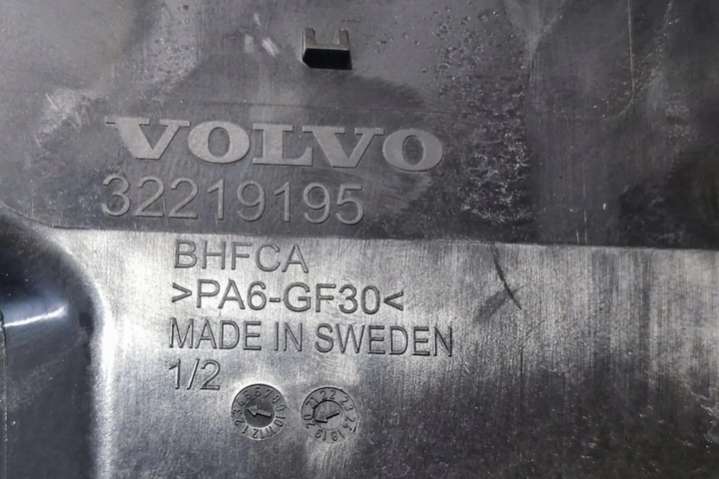 VOLVO
32219195
BHFCA
>PA6-GF30<
MADE IN SWEDEN
1/2